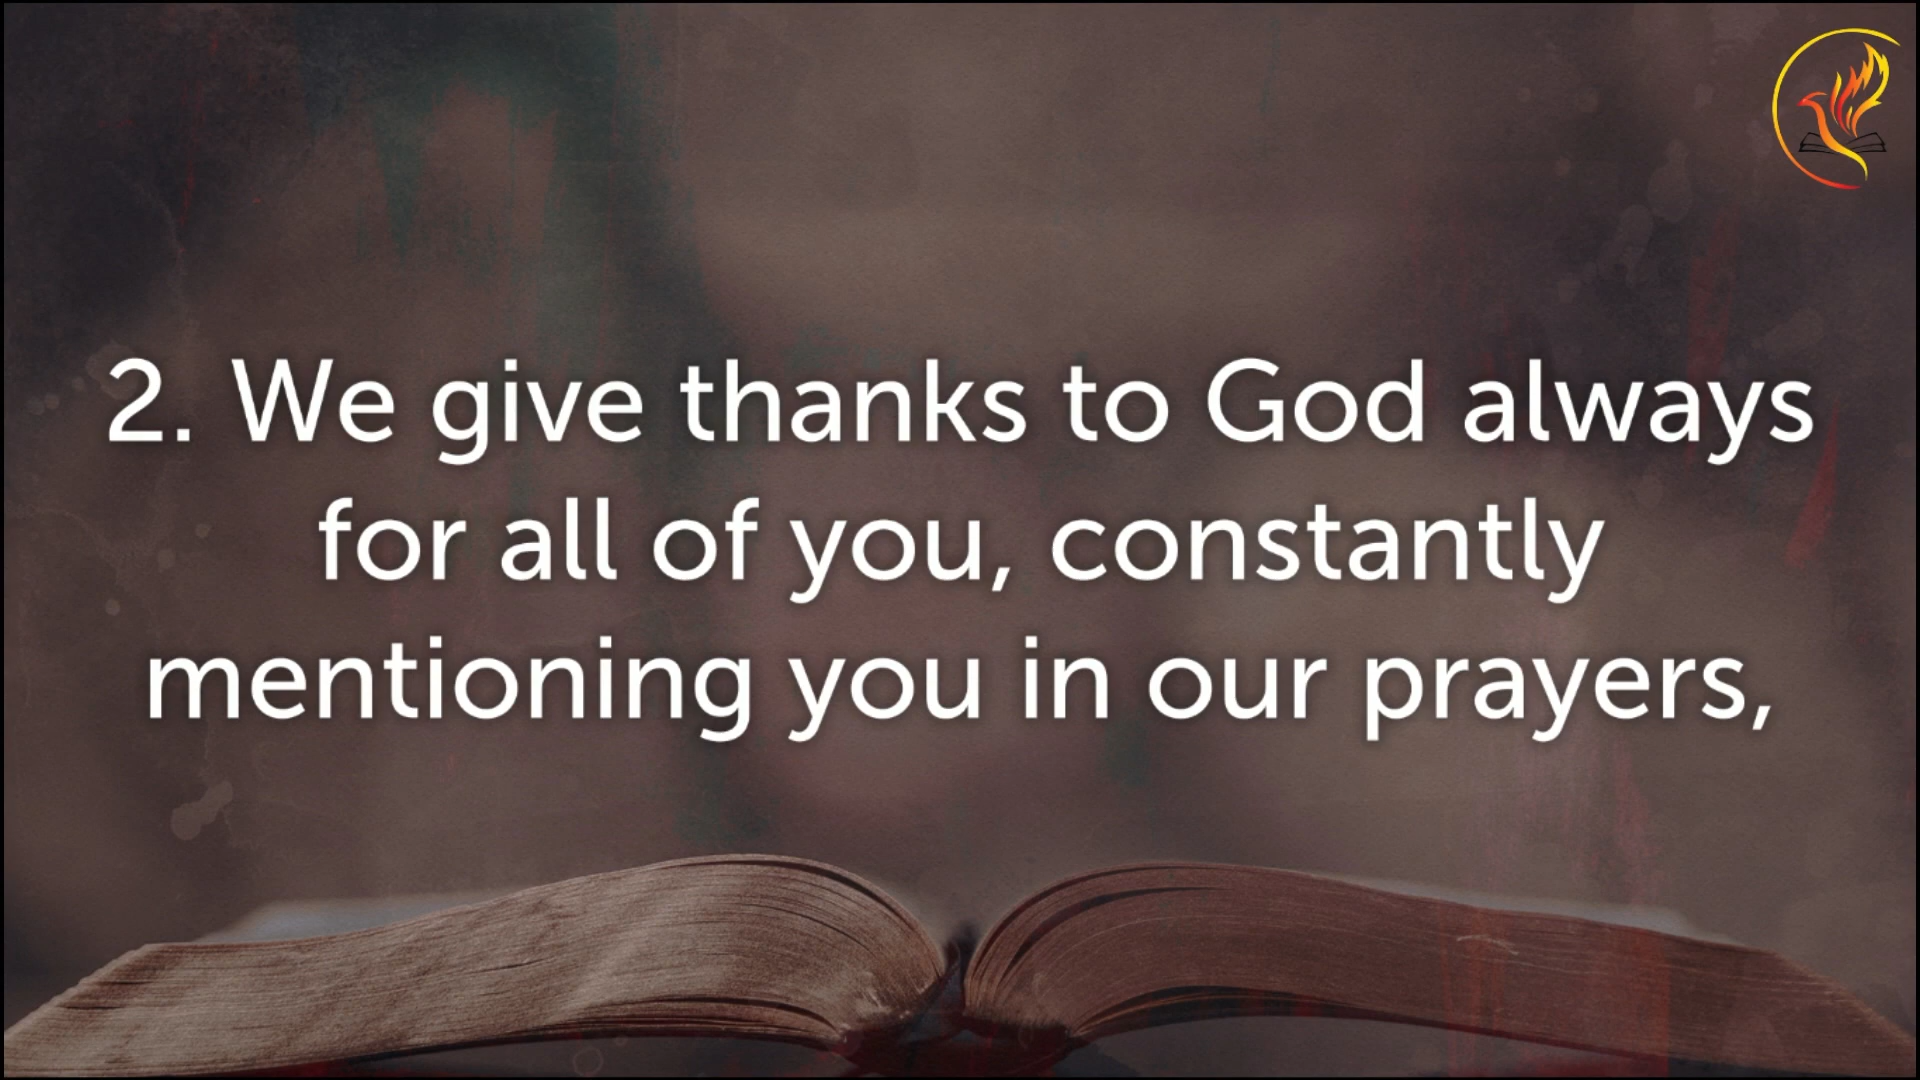 2. We give thanks to God always
for all of you, constantly
mentioning you in our prayers,